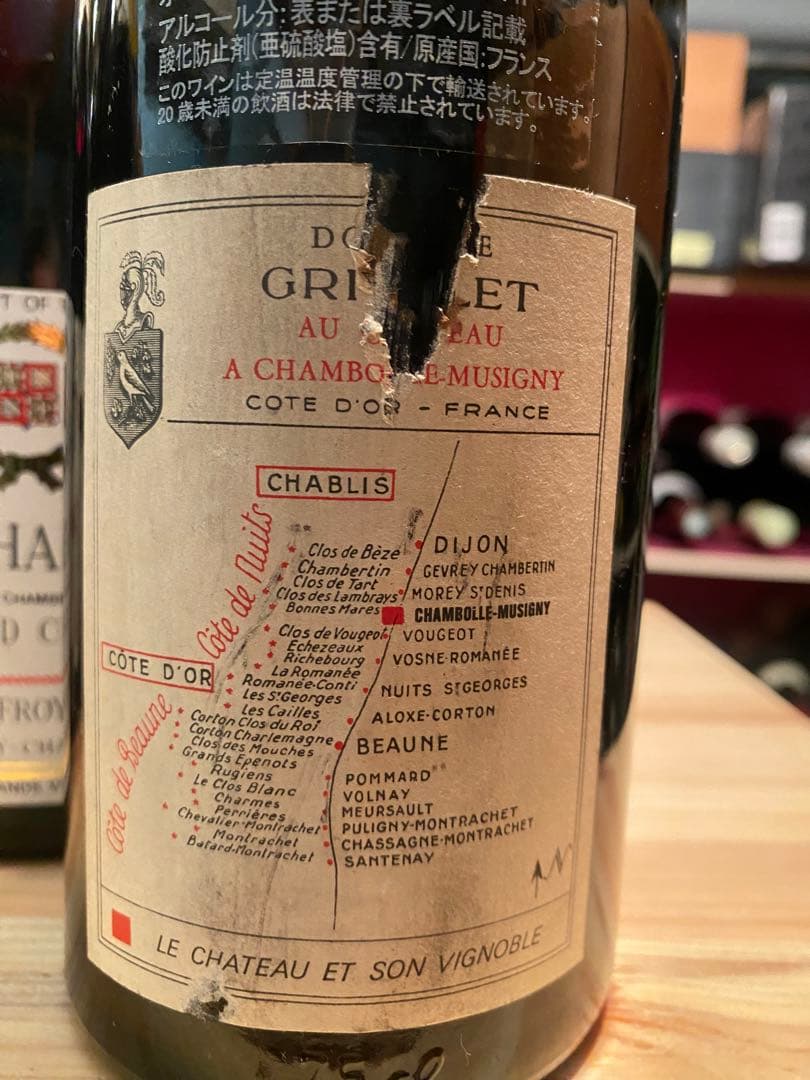 アルコール分:表または裏ラベル記載
酸化防止剤(亜硫酸塩)含有/原産国:フランス
このワインは定温温度管理の下で輸送されています。
20歳未満の飲酒は法律で禁止されています。
AU
A CHAMBO E-MUSIGNY
COTE D'OR - FRANCE
CHABLIS
Côte de Nuits
CÔTE D'OR
Côte de Beaune
Clos de Bèze
Chambertin
Clos de Tart
Clos des Lambrays
Bonnes Mares
Clos de Vougeot
Echezeaux
Richebourg
La Romanée
Romanée-Conti
Les St Georges
Les Cailles
Corton Clos du Roi
Corton Charlemagne
Clos des Mouches
Grands Epenots
Rugiens
Le Clos Blanc
Charmes
Perrières
Chevalier-Montrachet
Montrachet
Batard-Montrachet
DIJON
GEVREY CHAMBERTIN
MOREY St DENIS
CHAMBOLLE-MUSIGNY
VOUGEOT
VOSNE-ROMANÉE
NUITS St GEORGES
ALOXE-CORTON
BEAUNE
POMMARD
VOLNAY
MEURSAULT
PULIGNY-MONTRACHET
CHASSAGNE-MONTRACHET
SANTENAY
N
LE CHATEAU ET SON VIGNOBLE